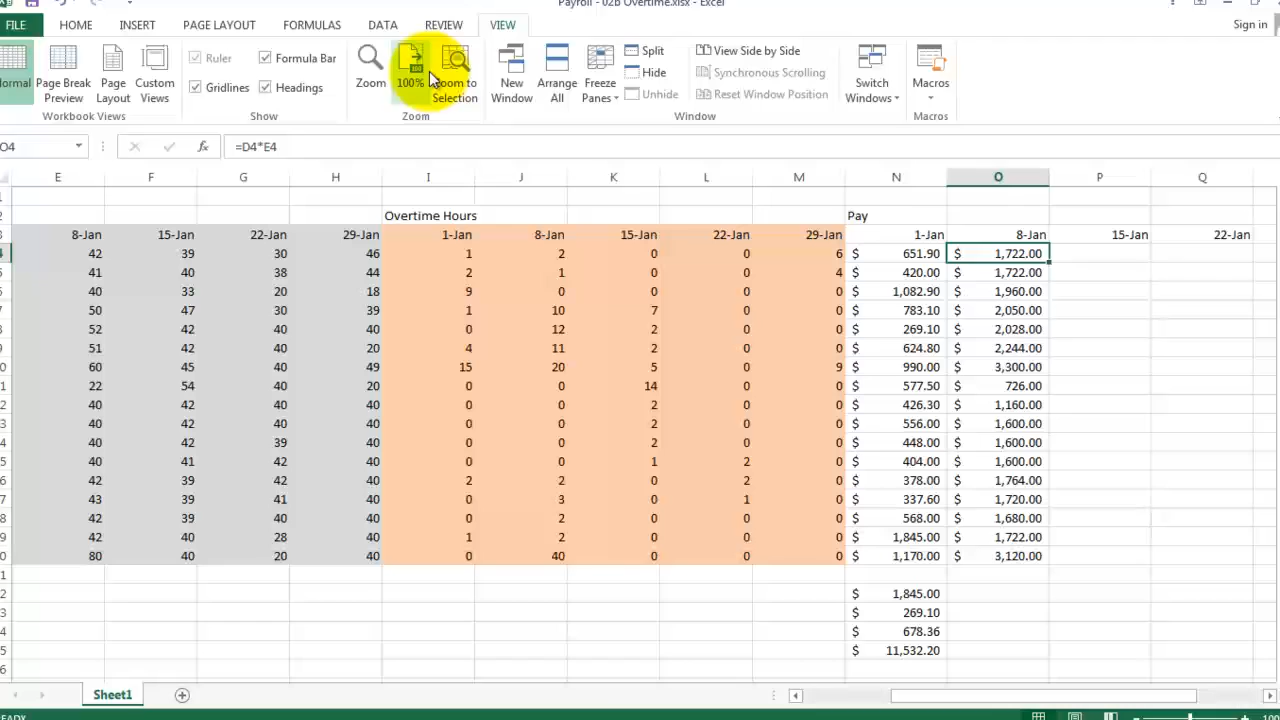 Payroll - 02b Overtime.xlsx - Excel
FILE HOME INSERT PAGE LAYOUT FORMULAS DATA REVIEW VIEW Sign in
Ruler Formula Bar View Side by Side
Split
Hide Synchronous Scrolling
Page Break Preview Page Layout Custom Views Gridlines Headings Zoom 100% New Window Arrange All Freeze Panes Unhide Reset Window Position Switch Windows Macros
Selection
Workbook Views Show Zoom Window Macros
O4 fx =D4*E4
E F G H I J K L M N O P Q
Overtime Hours Pay
8-Jan 15-Jan 22-Jan 29-Jan 1-Jan 8-Jan 15-Jan 22-Jan 29-Jan 1-Jan 8-Jan 15-Jan 22-Jan
42 39 30 46 1 2 0 0 6 $ 651.90 $ 1,722.00
41 40 38 44 2 1 0 0 4 $ 420.00 $ 1,722.00
40 33 20 18 9 0 0 0 0 $ 1,082.90 $ 1,960.00
50 47 30 39 1 10 7 0 0 $ 783.10 $ 2,050.00
52 42 40 40 0 12 2 0 0 $ 269.10 $ 2,028.00
51 42 40 20 4 11 2 0 0 $ 624.80 $ 2,244.00
60 45 40 49 15 20 5 0 9 $ 990.00 $ 3,300.00
22 54 40 20 0 0 14 0 0 $ 577.50 $ 726.00
40 42 40 40 0 0 2 0 0 $ 426.30 $ 1,160.00
40 42 40 40 0 0 2 0 0 $ 556.00 $ 1,600.00
40 42 39 40 0 0 2 0 0 $ 448.00 $ 1,600.00
40 41 42 40 0 0 1 2 0 $ 404.00 $ 1,600.00
42 39 42 40 2 2 0 2 0 $ 378.00 $ 1,764.00
43 39 41 40 0 3 0 1 0 $ 337.60 $ 1,720.00
42 39 40 40 0 2 0 0 0 $ 568.00 $ 1,680.00
42 40 28 40 1 2 0 0 0 $ 1,845.00 $ 1,722.00
80 40 20 40 0 40 0 0 0 $ 1,170.00 $ 3,120.00
$ 1,845.00
$ 269.10
$ 678.36
$ 11,532.20
Sheet1